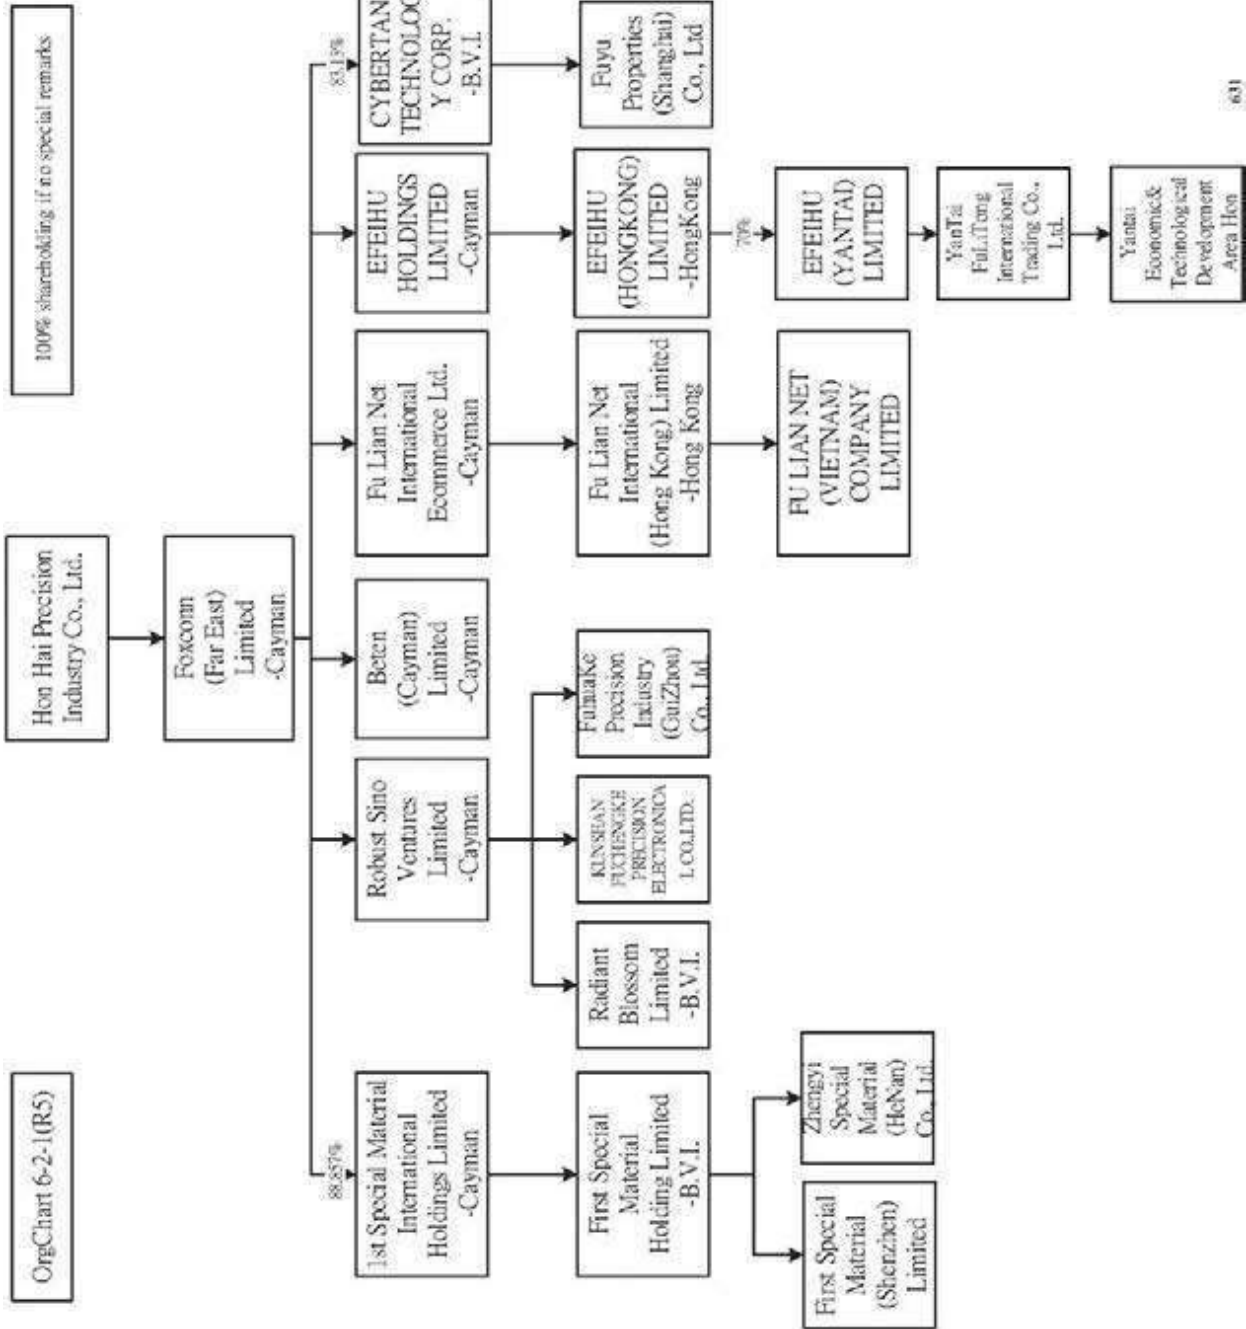 OrgChart 6-2-1(R5)
Hon Hai Precision
Industry Co., Ltd.
100% shareholding if no special remarks
Foxconn
(Far East)
Limited
-Cayman
88.857%
83.13%
1st Special Material
International
Holdings Limited
-Cayman
Robust Sino
Ventures
Limited
-Cayman
Beten
(Cayman)
Limited
-Cayman
Fu Lian Net
International
Ecommerce Ltd.
-Cayman
EFEIHU
HOLDINGS
LIMITED
-Cayman
CYBERTAN
TECHNOLOG
Y CORP.
-B.V.I.
First Special
Material
Holding Limited
-B.V.I.
Radiant
Blossom
Limited
-B.V.I.
KUNSHAN
FUCHENGKE
PRECISION
ELECTRONICA
L CO.,LTD.
FuHuaKe
Precision
Industry
(GuiZhou)
Co., Ltd.
Fu Lian Net
International
(Hong Kong) Limited
-Hong Kong
EFEIHU
(HONGKONG)
LIMITED
-HongKong
Fuyu
Properties
(Shanghai)
Co., Ltd
70%
First Special
Material
(Shenzhen)
Limited
Zhengyi
Special
Material
(HeNan)
Co., Ltd.
FU LIAN NET
(VIETNAM)
COMPANY
LIMITED
EFEIHU
(YANTAI)
LIMITED
YanTai
FuLiTong
International
Trading Co.,
Ltd.
Yantai
Economic&
Technological
Development
Area Hon
631